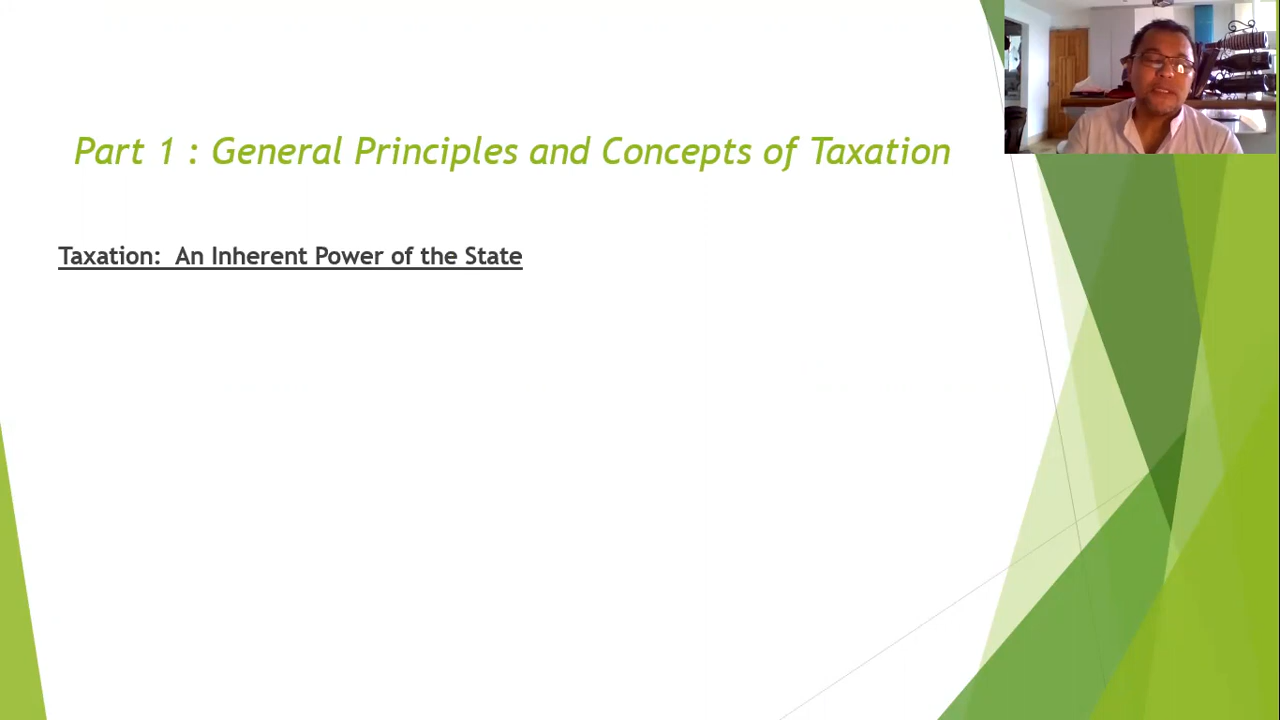 Part 1 : General Principles and Concepts of Taxation
Taxation:  An Inherent Power of the State